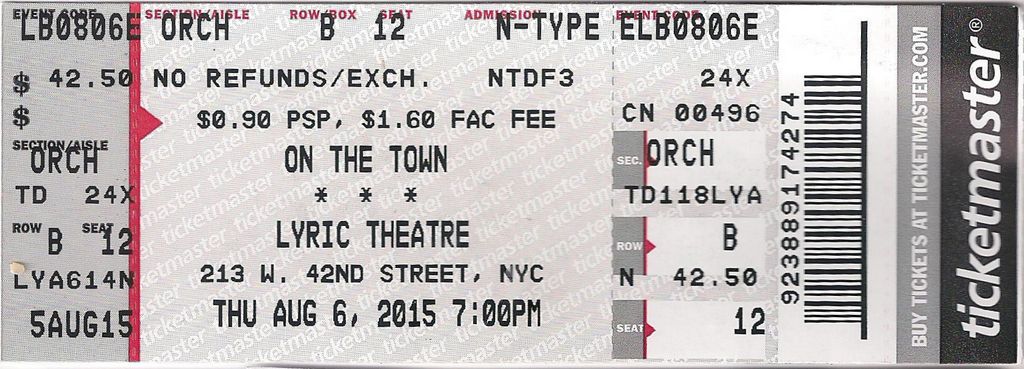 EVENT CODE SECTION/AISLE ROW/BOX SEAT ADMISSION EVENT CODE
LB0806E ORCH B 12 N-TYPE ELB0806E
$ 42.50 NO REFUNDS/EXCH. NTDF3 24X
$ $0.90 PSP, $1.60 FAC FEE CN 00496
SECTION/AISLE
ORCH ON THE TOWN SEC. ORCH
TD 24X * * * TD118LYA
ROW B SEAT 12 LYRIC THEATRE ROW B
LYA614N 213 W. 42ND STREET, NYC N 42.50
5AUG15 THU AUG 6, 2015 7:00PM SEAT 12
923889174274
BUY TICKETS AT TICKETMASTER.COM
ticketmaster®